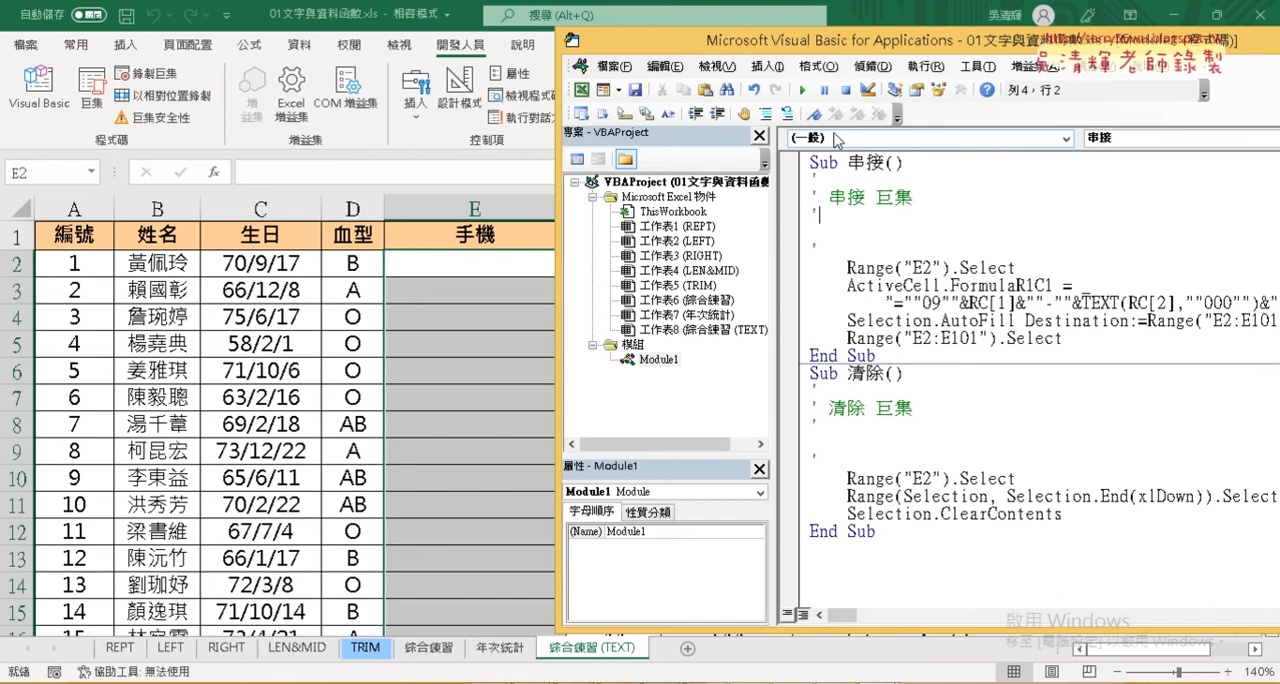 自動儲存 關閉 01文字與資料函數.xls - 相容模式 搜尋 (Alt+Q) 吳清輝
檔案 常用 插入 頁面配置 公式 資料 校閱 檢視 開發人員 說明
Visual Basic 巨集 錄製巨集 以相對位置錄製 巨集安全性 程式碼
增益集 Excel 增益集 COM 增益集 增益集
插入 設計模式 屬性 檢視程式碼 執行對話 控制項
E2 fx
A B C D E
1 編號 姓名 生日 血型 手機
2 1 黃佩玲 70/9/17 B
3 2 賴國彰 66/12/8 A
4 3 詹琬婷 75/6/17 O
5 4 楊堯典 58/2/1 O
6 5 姜雅琪 71/10/6 O
7 6 陳毅聰 63/2/16 O
8 7 湯千葦 69/2/18 AB
9 8 柯昆宏 73/12/22 A
10 9 李東益 65/6/11 AB
11 10 洪秀芳 70/2/22 AB
12 11 梁書維 67/7/4 O
13 12 陳沅竹 66/1/17 B
14 13 劉珈妤 72/3/8 O
15 14 顏逸琪 71/10/14 B
REPT LEFT RIGHT LEN&MID TRIM 綜合練習 年次統計 綜合練習 (TEXT)
就緒 協助工具: 無法使用 140%
Microsoft Visual Basic for Applications - 01文字與資料函數
吳清輝老師錄製
檔案(F) 編輯(E) 檢視(V) 插入(I) 格式(O) 偵錯(D) 執行(R) 工具(T)
列 4, 行 2
專案 - VBAProject
VBAProject (01文字與資料函數
Microsoft Excel 物件
ThisWorkbook
工作表1 (REPT)
工作表2 (LEFT)
工作表3 (RIGHT)
工作表4 (LEN&MID)
工作表5 (TRIM)
工作表6 (綜合練習)
工作表7 (年次統計)
工作表8 (綜合練習 (TEXT)
模組
Module1
屬性 - Module1
Module1 Module
字母順序 性質分類
(Name) Module1
(一般) 串接
Sub 串接()
'
' 串接 巨集
'
'
Range("E2").Select
ActiveCell.FormulaR1C1 = _
"=""09""&RC[1]&""-""&TEXT(RC[2],""000"")&"
Selection.AutoFill Destination:=Range("E2:E101
Range("E2:E101").Select
End Sub
Sub 清除()
'
' 清除 巨集
'
'
Range("E2").Select
Range(Selection, Selection.End(xlDown)).Select
Selection.ClearContents
End Sub
啟用 Windows
移至 [電腦設定] 以啟用 Windows。